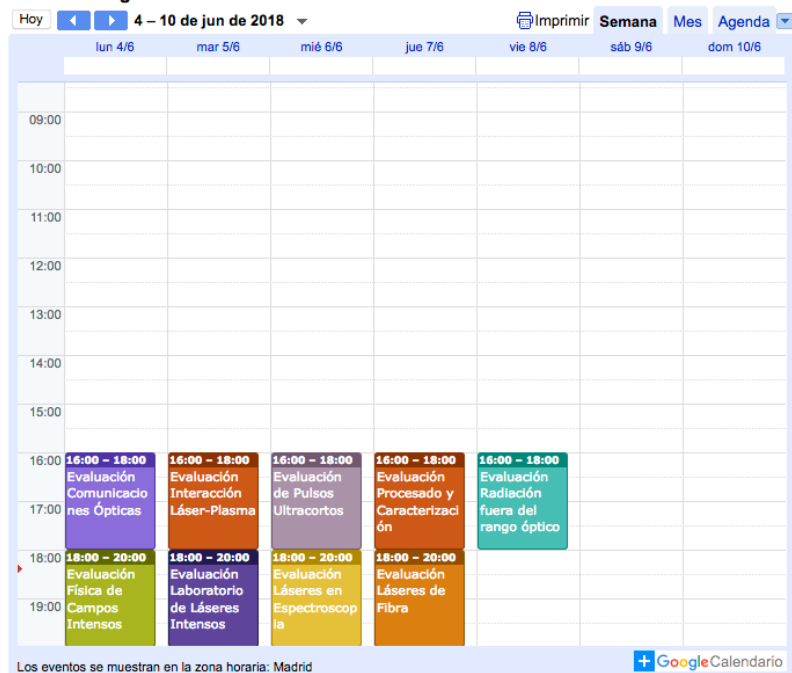 Hoy 4 – 10 de jun de 2018 Imprimir Semana Mes Agenda
lun 4/6 mar 5/6 mié 6/6 jue 7/6 vie 8/6 sáb 9/6 dom 10/6
09:00
10:00
11:00
12:00
13:00
14:00
15:00
16:00
17:00
18:00
19:00
16:00 – 18:00
Evaluación
Comunicacio
nes Ópticas
18:00 – 20:00
Evaluación
Física de
Campos
Intensos
16:00 – 18:00
Evaluación
Interacción
Láser-Plasma
18:00 – 20:00
Evaluación
Laboratorio
de Láseres
Intensos
16:00 – 18:00
Evaluación
de Pulsos
Ultracortos
18:00 – 20:00
Evaluación
Láseres en
Espectroscop
ia
16:00 – 18:00
Evaluación
Procesado y
Caracterizaci
ón
18:00 – 20:00
Evaluación
Láseres de
Fibra
16:00 – 18:00
Evaluación
Radiación
fuera del
rango óptico
Los eventos se muestran en la zona horaria: Madrid
+ GoogleCalendario